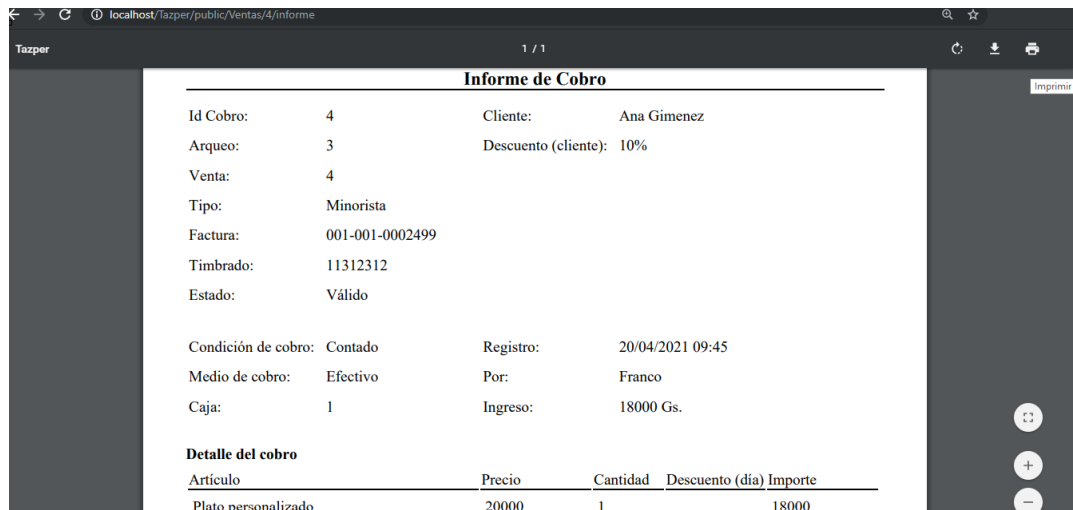 localhost/Tazper/public/Ventas/4/informe
Tazper 1 / 1
Imprimir
Informe de Cobro
Id Cobro: 4 Cliente: Ana Gimenez
Arqueo: 3 Descuento (cliente): 10%
Venta: 4
Tipo: Minorista
Factura: 001-001-0002499
Timbrado: 11312312
Estado: Válido
Condición de cobro: Contado Registro: 20/04/2021 09:45
Medio de cobro: Efectivo Por: Franco
Caja: 1 Ingreso: 18000 Gs.
Detalle del cobro
Artículo Precio Cantidad Descuento (día) Importe
Plato personalizado 20000 1 18000